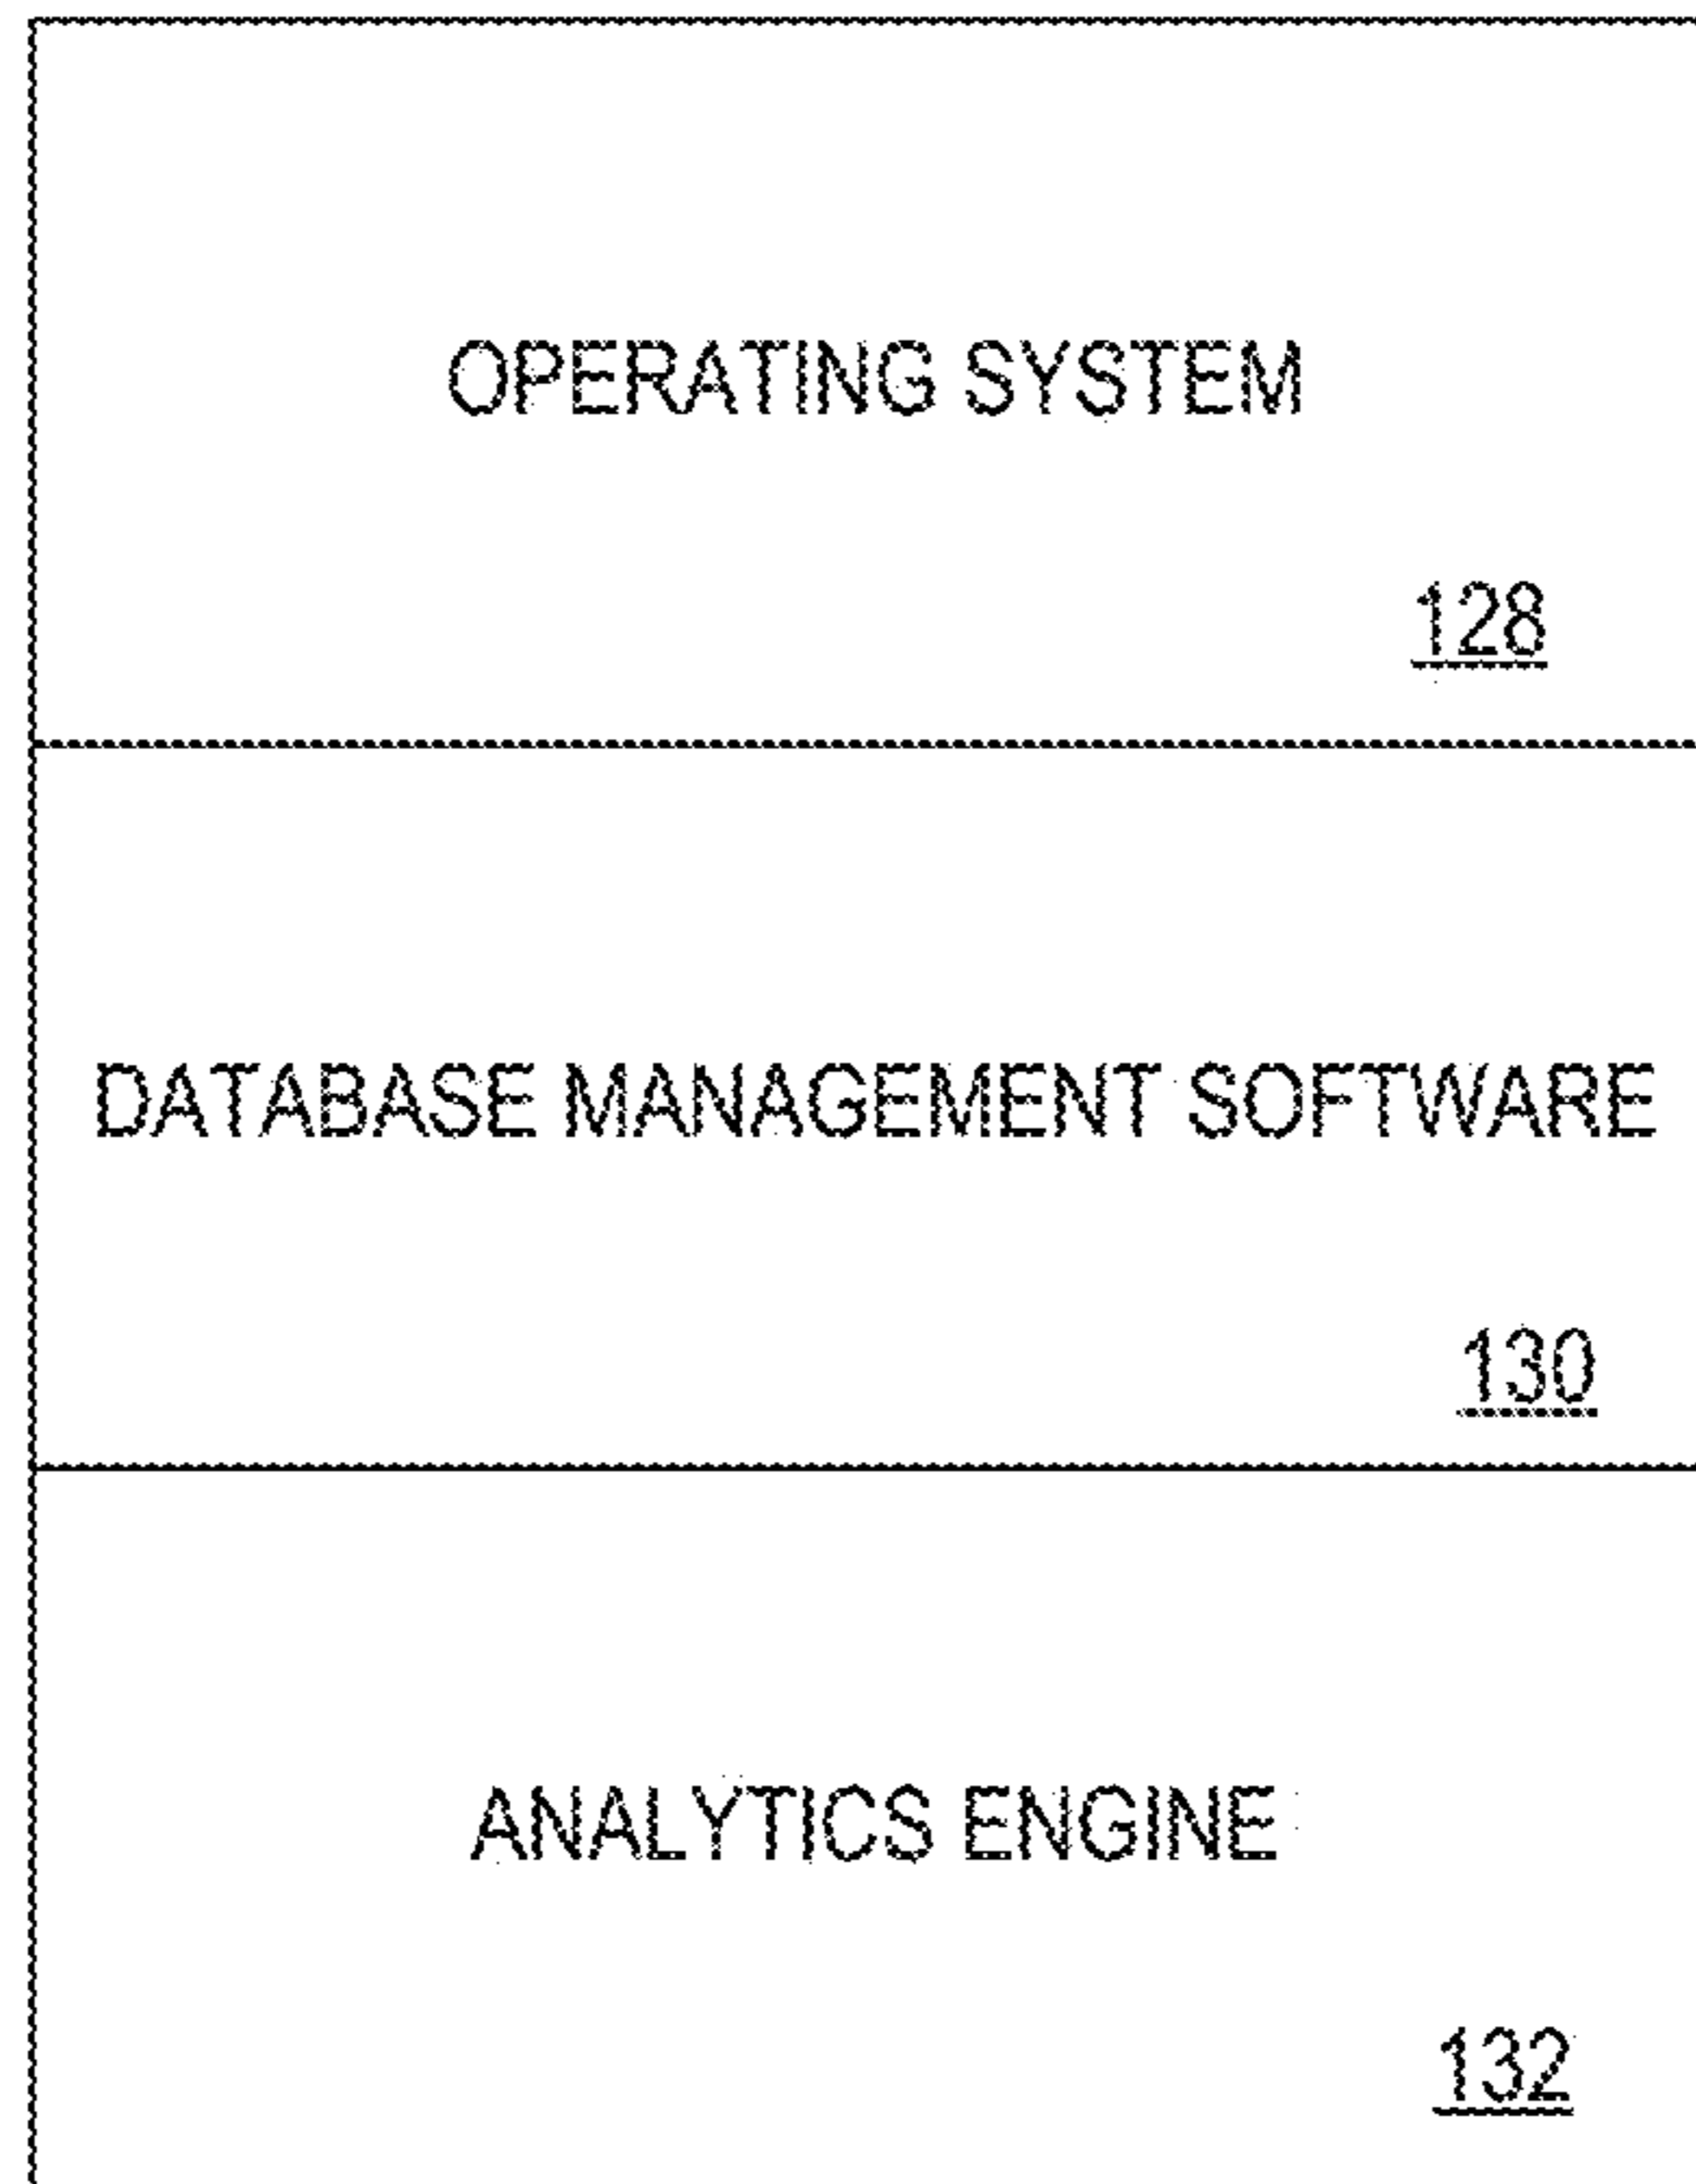 OPERATING SYSTEM
128
DATABASE MANAGEMENT SOFTWARE
130
ANALYTICS ENGINE
132